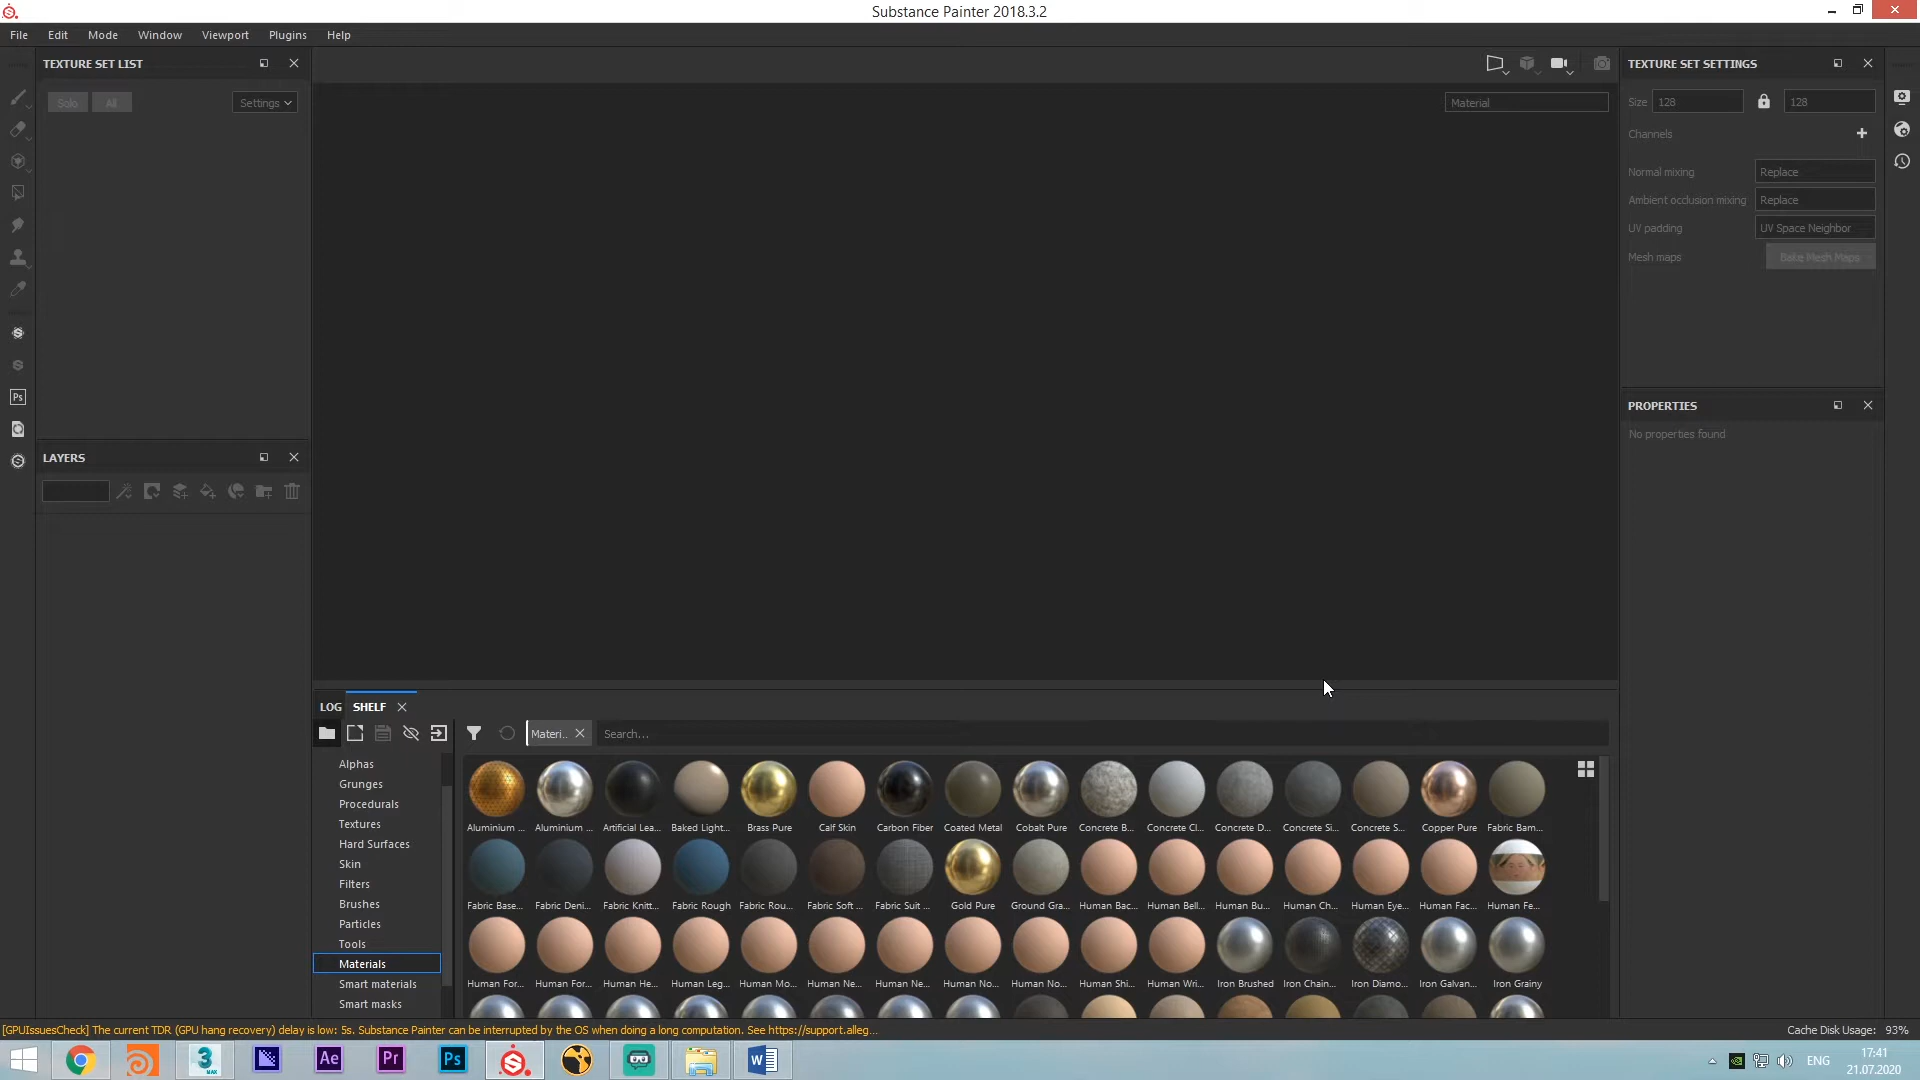 Substance Painter 2018.3.2
File Edit Mode Window Viewport Plugins Help
TEXTURE SET LIST
Solo All Settings
Material
TEXTURE SET SETTINGS
Size 128 128
Channels
Normal mixing Replace
Ambient occlusion mixing Replace
UV padding UV Space Neighbor
Mesh maps Bake Mesh Maps
PROPERTIES
No properties found
LAYERS
Ps
LOG SHELF
Materi.. Search...
Alphas
Grunges
Procedurals
Textures
Hard Surfaces
Skin
Filters
Brushes
Particles
Tools
Materials
Smart materials
Smart masks
Aluminium ... Aluminium ... Artificial Lea... Baked Light... Brass Pure Calf Skin Carbon Fiber Coated Metal Cobalt Pure Concrete B... Concrete Cl... Concrete D... Concrete Si... Concrete S... Copper Pure Fabric Bam...
Fabric Base... Fabric Deni... Fabric Knitt... Fabric Rough Fabric Rou... Fabric Soft ... Fabric Suit ... Gold Pure Ground Gra... Human Bac... Human Bell... Human Bu... Human Ch... Human Eye... Human Fac... Human Fe...
Human For... Human For... Human He... Human Leg... Human Mo... Human Ne... Human Ne... Human No... Human No... Human Shi... Human Wri... Iron Brushed Iron Chain... Iron Diamo... Iron Galvan... Iron Grainy
[GPUIssuesCheck] The current TDR (GPU hang recovery) delay is low: 5s. Substance Painter can be interrupted by the OS when doing a long computation. See https://support.alleg...
Cache Disk Usage: 93%
3 MAX Ae Pr Ps W
ENG 17:41
21.07.2020